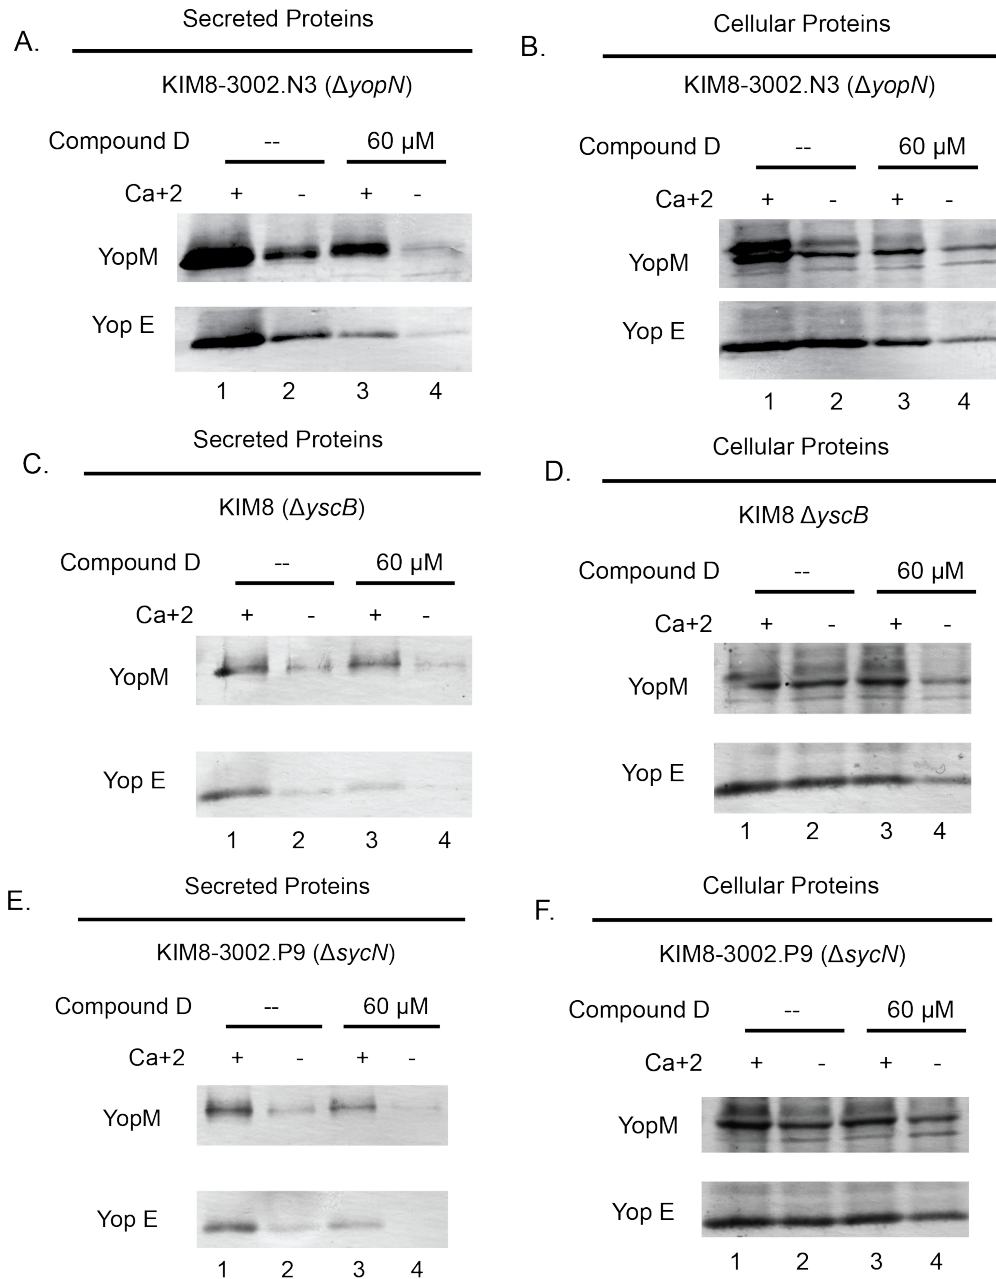 A.
Secreted Proteins
KIM8-3002.N3 (ΔyopN)
Compound D -- 60 µM
Ca+2 + - + -
YopM
Yop E
1 2 3 4
B.
Cellular Proteins
KIM8-3002.N3 (ΔyopN)
Compound D -- 60 µM
Ca+2 + - + -
YopM
Yop E
1 2 3 4
C.
Secreted Proteins
KIM8 (ΔyscB)
Compound D -- 60 µM
Ca+2 + - + -
YopM
Yop E
1 2 3 4
D.
Cellular Proteins
KIM8 ΔyscB
Compound D -- 60 µM
Ca+2 + - + -
YopM
Yop E
1 2 3 4
E.
Secreted Proteins
KIM8-3002.P9 (ΔsycN)
Compound D -- 60 µM
Ca+2 + - + -
YopM
Yop E
1 2 3 4
F.
Cellular Proteins
KIM8-3002.P9 (ΔsycN)
Compound D -- 60 µM
Ca+2 + - + -
YopM
Yop E
1 2 3 4